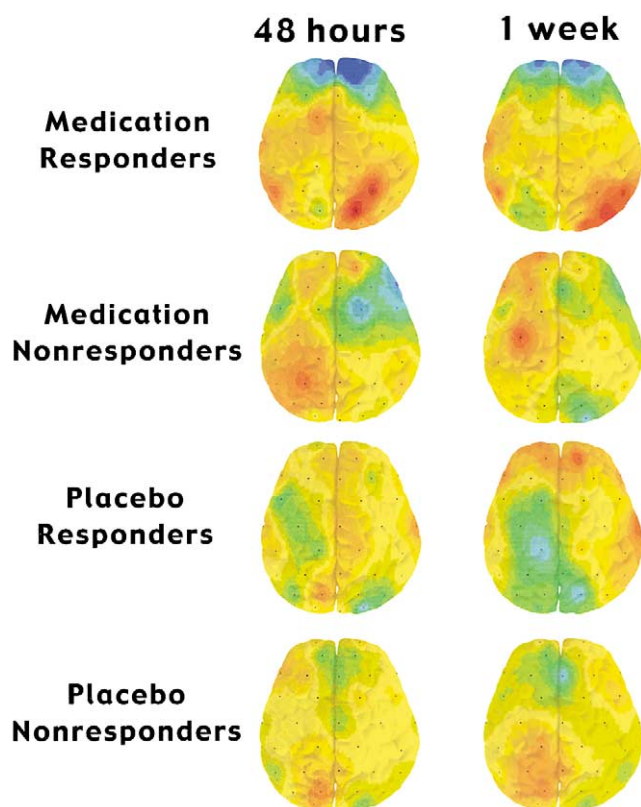 48 hours 1 week
Medication
Responders
Medication
Nonresponders
Placebo
Responders
Placebo
Nonresponders